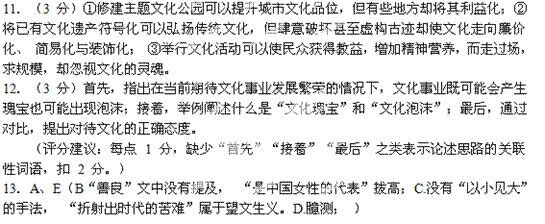 11. （3 分）①修建主题文化公园可以提升城市文化品位，但有些地方却将其利益化；②
将已有文化遗产符号化可以弘扬传统文化，但肆意破坏甚至虚构古迹却使文化走向廉价
化、 简易化与装饰化； ③举行文化活动可以使民众获得教益，增加精神营养，而走过场，
求规模，却忽视文化的灵魂。
12. （3 分）首先，指出在当前期待文化事业发展繁荣的情况下，文化事业既可能会产生
瑰宝也可能出现泡沫；接着，举例阐述什么是“文化瑰宝”和“文化泡沫”；最后，通过
对比，提出对待文化的正确态度。
（评分建议：每点 1 分，缺少“首先”“接着”“最后”之类表示论述思路的关联
性词语，扣 2 分。）
13. A、E（B“善良”文中没有提及， “是中国女性的代表”拔高；C.没有“以小见大”
的手法， “折射出时代的苦难”属于望文生义。D.臆测； ）